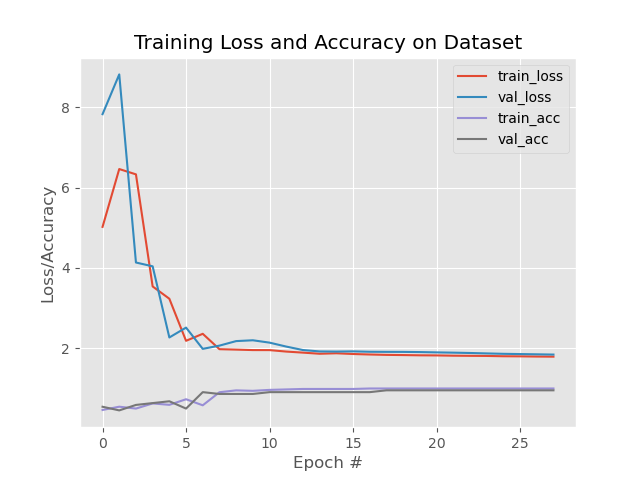 Training Loss and Accuracy on Dataset
train_loss
val_loss
train_acc
val_acc
Loss/Accuracy
8
6
4
2
0 5 10 15 20 25
Epoch #